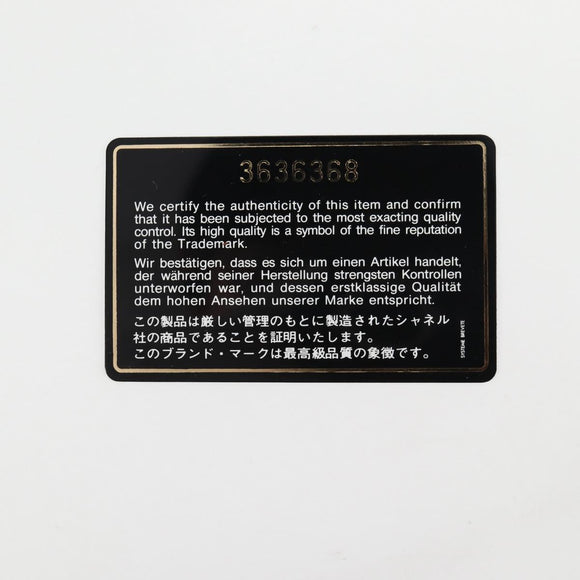 3636368
We certify the authenticity of this item and confirm
that it has been subjected to the most exacting quality
control. Its high quality is a symbol of the fine reputation
of the Trademark.
Wir bestätigen, dass es sich um einen Artikel handelt,
der während seiner Herstellung strengsten Kontrollen
unterworfen war, und dessen erstklassige Qualität
dem hohen Ansehen unserer Marke entspricht.
この製品は厳しい管理のもとに製造されたシャネル
社の商品であることを証明いたします。
このブランド・マークは最高級品質の象徴です。
SYSTEME BREVETE